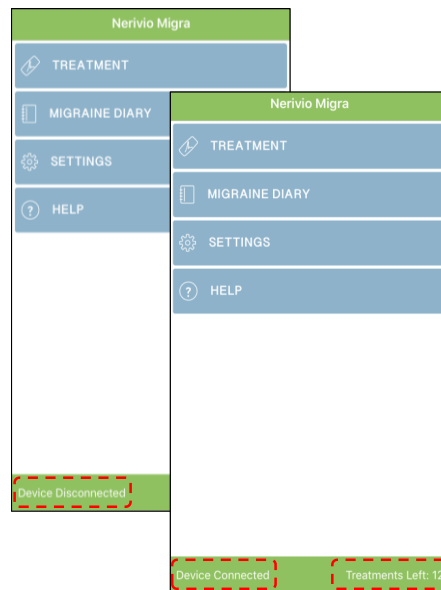 Nerivio Migra
TREATMENT
MIGRAINE DIARY
SETTINGS
? HELP
Device Disconnected
Nerivio Migra
TREATMENT
MIGRAINE DIARY
SETTINGS
? HELP
Device Connected
Treatments Left: 12